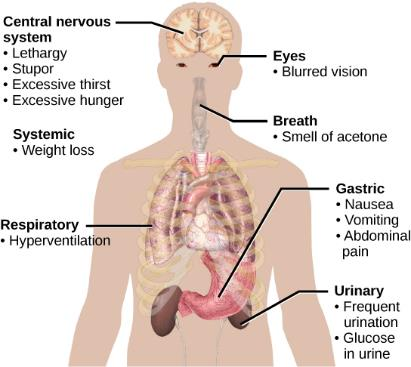 Central nervous
system
• Lethargy
• Stupor
• Excessive thirst
• Excessive hunger
Systemic
• Weight loss
Respiratory
• Hyperventilation
Eyes
• Blurred vision
Breath
• Smell of acetone
Gastric
• Nausea
• Vomiting
• Abdominal
pain
Urinary
• Frequent
urination
• Glucose
in urine